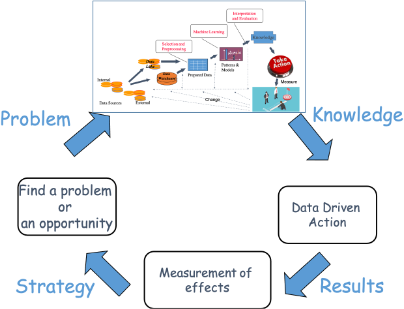 Interpretation
and Evaluation
Machine Learning
Selection and
Preprocessing
Knowledge
Data
Lake
Take
Action
Data
Warehouse
Prepared Data
Patterns &
Models
Internal
Measure
Data Sources
External
Change
Problem
Knowledge
Find a problem
or
an opportunity
Data Driven
Action
Measurement of
effects
Strategy
Results